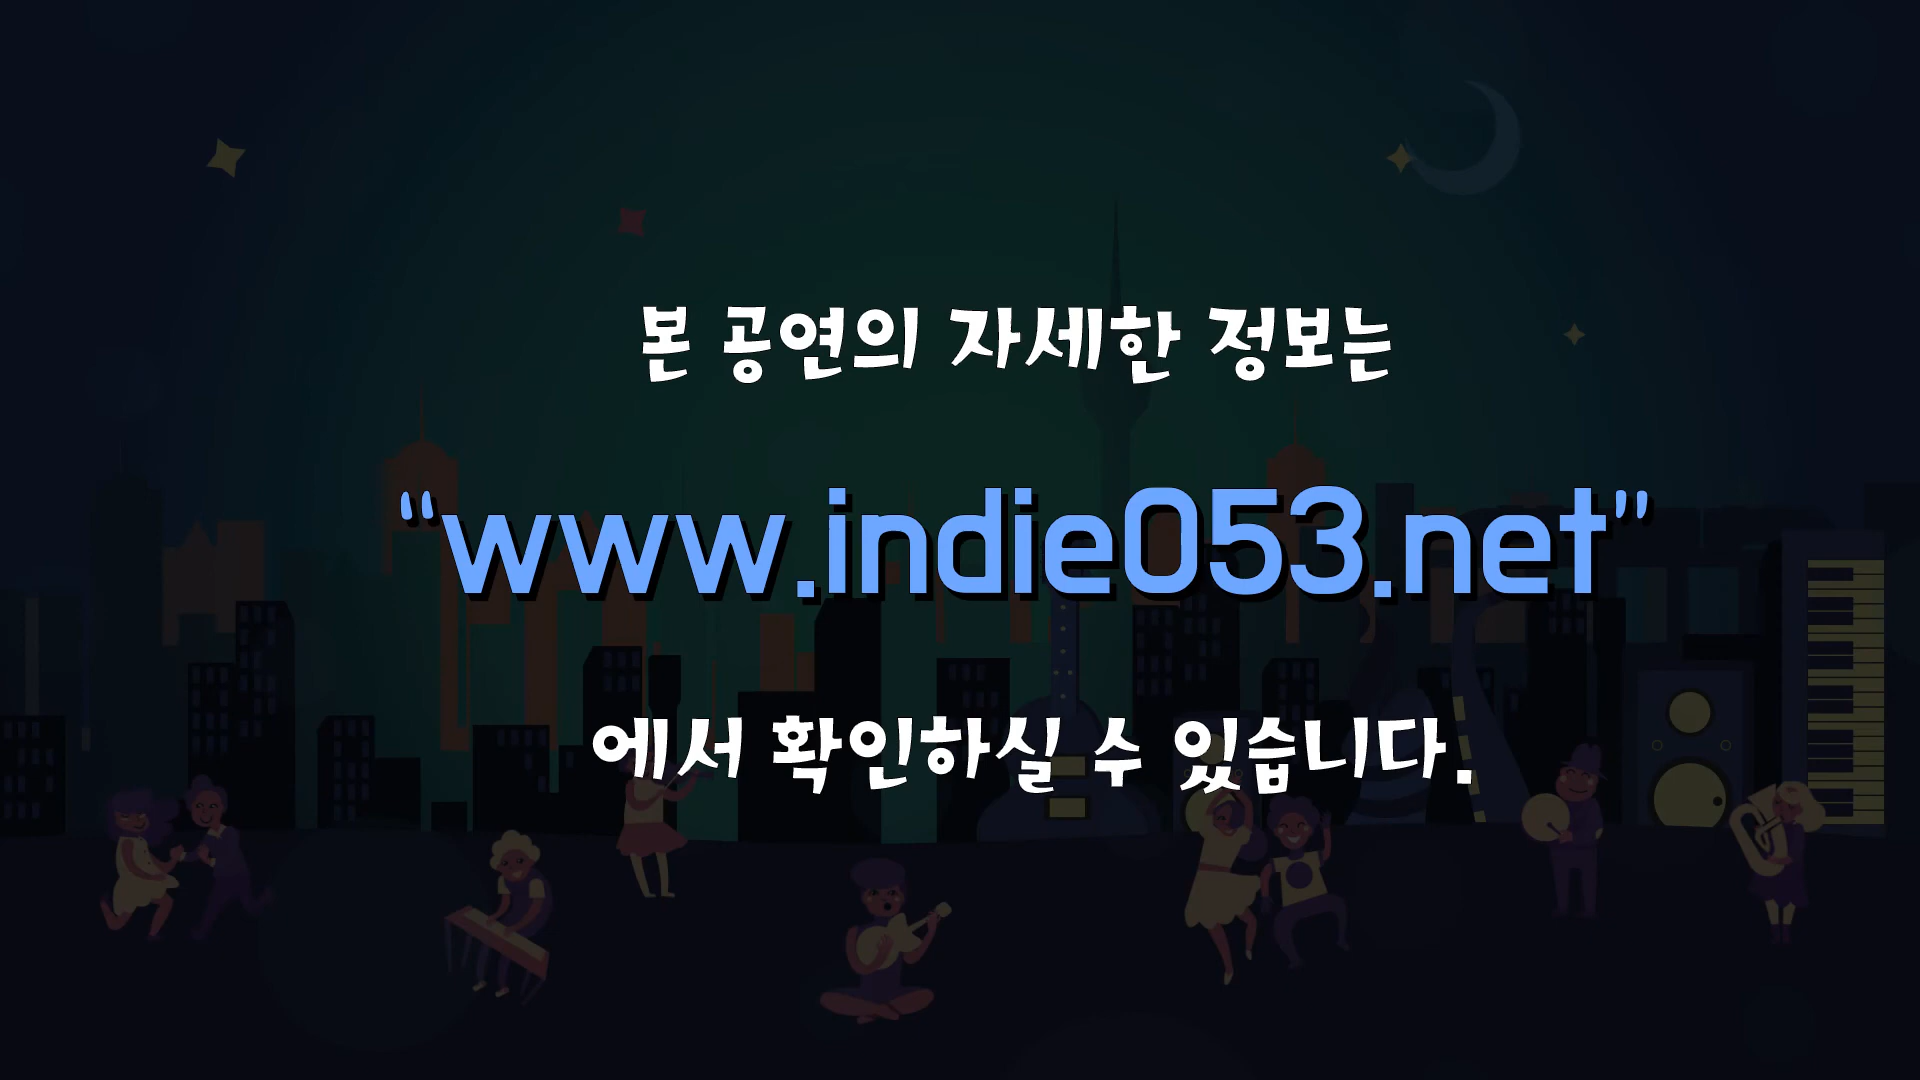 본 공연의 자세한 정보는
“www.indie053.net”
에서 확인하실 수 있습니다.